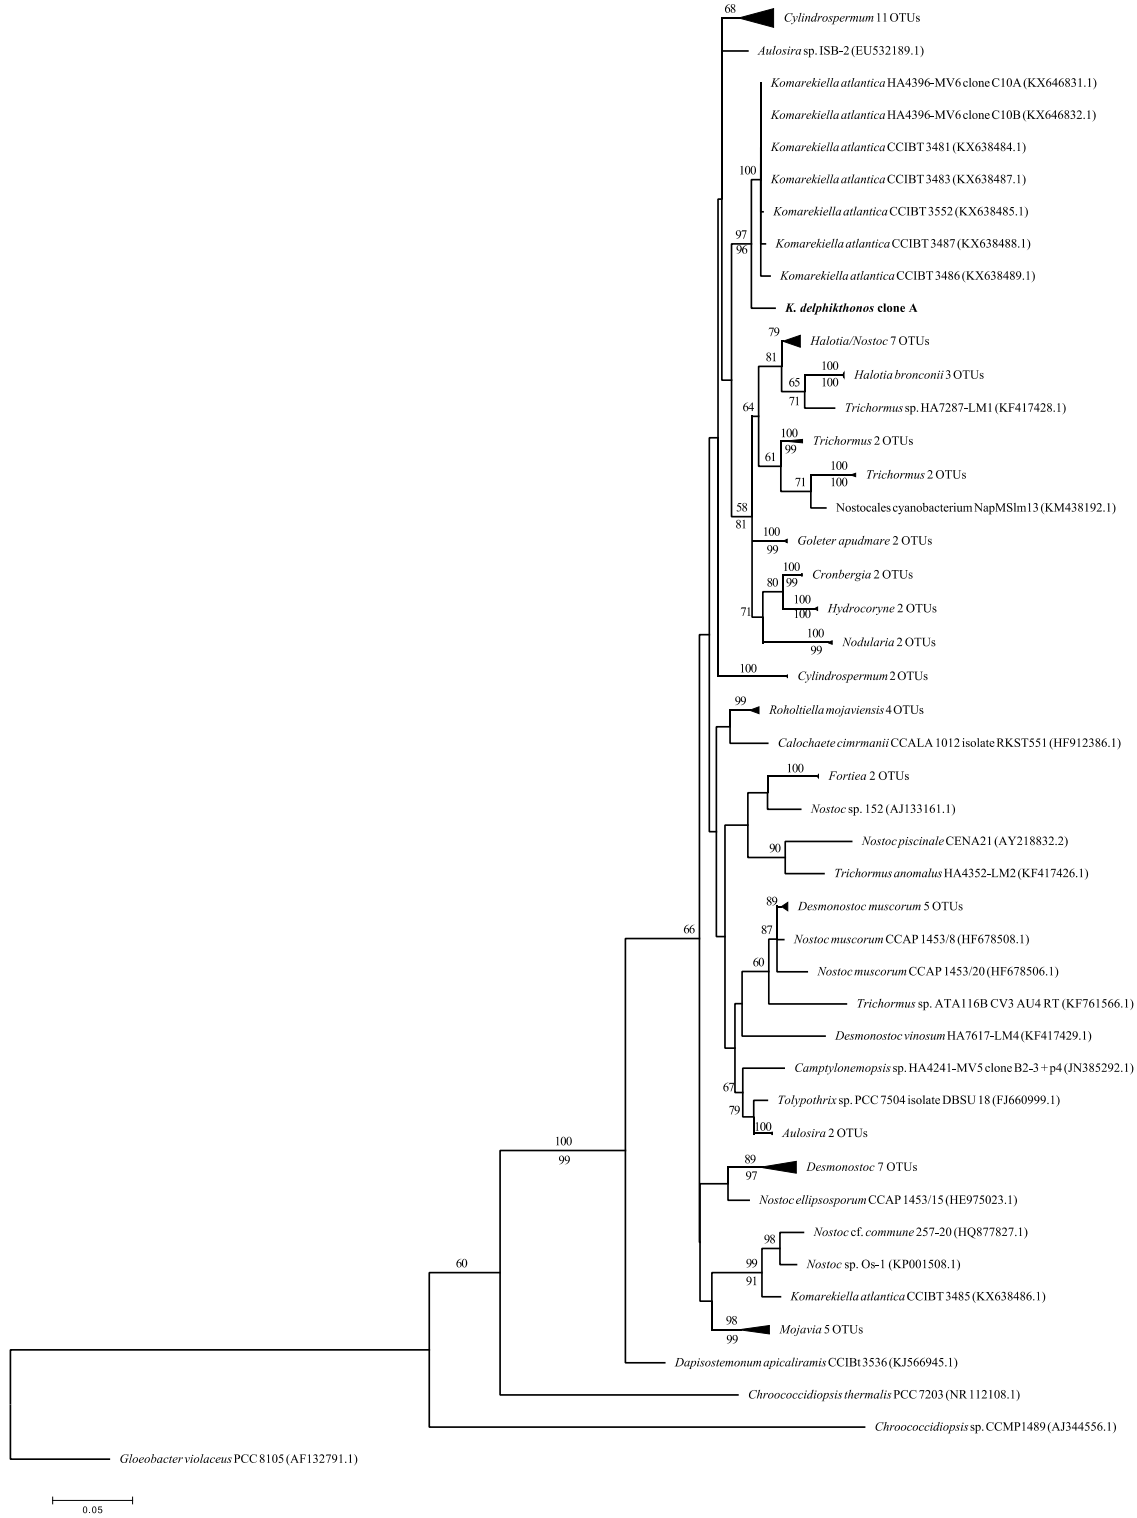 68
Cylindrospermum 11 OTUs
Aulosira sp. ISB-2 (EU532189.1)
Komarekiella atlantica HA4396-MV6 clone C10A (KX646831.1)
Komarekiella atlantica HA4396-MV6 clone C10B (KX646832.1)
Komarekiella atlantica CCIBT 3481 (KX638484.1)
100
Komarekiella atlantica CCIBT 3483 (KX638487.1)
Komarekiella atlantica CCIBT 3552 (KX638485.1)
97
96
Komarekiella atlantica CCIBT 3487 (KX638488.1)
Komarekiella atlantica CCIBT 3486 (KX638489.1)
K. delphikthonos clone A
79
Halotia/Nostoc 7 OTUs
81
100
100
Halotia bronconii 3 OTUs
65
71
Trichormus sp. HA7287-LM1 (KF417428.1)
64
100
99
Trichormus 2 OTUs
61
100
100
Trichormus 2 OTUs
71
Nostocales cyanobacterium NapMSlm13 (KM438192.1)
58
81
100
99
Goleter apudmare 2 OTUs
100
99
Cronbergia 2 OTUs
80
100
100
Hydrocoryne 2 OTUs
71
100
99
Nodularia 2 OTUs
100
Cylindrospermum 2 OTUs
99
Roholtiella mojaviensis 4 OTUs
Calochaete cimrmanii CCALA 1012 isolate RKST551 (HF912386.1)
100
Fortiea 2 OTUs
Nostoc sp. 152 (AJ133161.1)
Nostoc piscinale CENA21 (AY218832.2)
90
Trichormus anomalus HA4352-LM2 (KF417426.1)
89
Desmonostoc muscorum 5 OTUs
87
Nostoc muscorum CCAP 1453/8 (HF678508.1)
66
60
Nostoc muscorum CCAP 1453/20 (HF678506.1)
Trichormus sp. ATA116B CV3 AU4 RT (KF761566.1)
Desmonostoc vinosum HA7617-LM4 (KF417429.1)
Camptylonemopsis sp. HA4241-MV5 clone B2-3 + p4 (JN385292.1)
67
Tolypothrix sp. PCC 7504 isolate DBSU 18 (FJ660999.1)
79
100
Aulosira 2 OTUs
100
99
89
97
Desmonostoc 7 OTUs
Nostoc ellipsosporum CCAP 1453/15 (HE975023.1)
Nostoc cf. commune 257-20 (HQ877827.1)
98
Nostoc sp. Os-1 (KP001508.1)
60
99
91
Komarekiella atlantica CCIBT 3485 (KX638486.1)
98
99
Mojavia 5 OTUs
Dapisostemonum apicaliramis CCIBt 3536 (KJ566945.1)
Chroococcidiopsis thermalis PCC 7203 (NR 112108.1)
Chroococcidiopsis sp. CCMP1489 (AJ344556.1)
Gloeobacter violaceus PCC 8105 (AF132791.1)
0.05